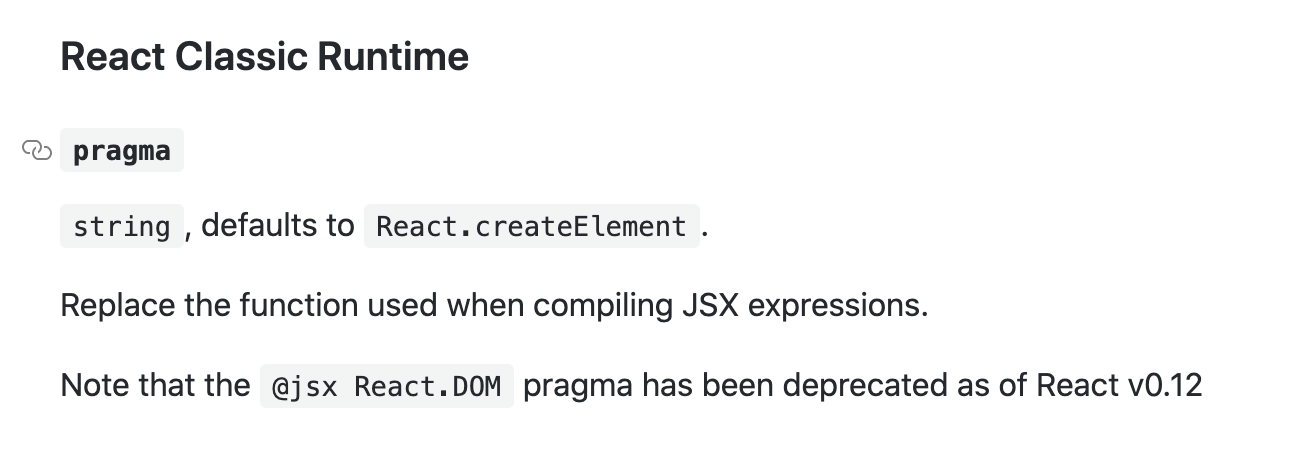 React Classic Runtime
pragma
string, defaults to React.createElement.
Replace the function used when compiling JSX expressions.
Note that the @jsx React.DOM pragma has been deprecated as of React v0.12